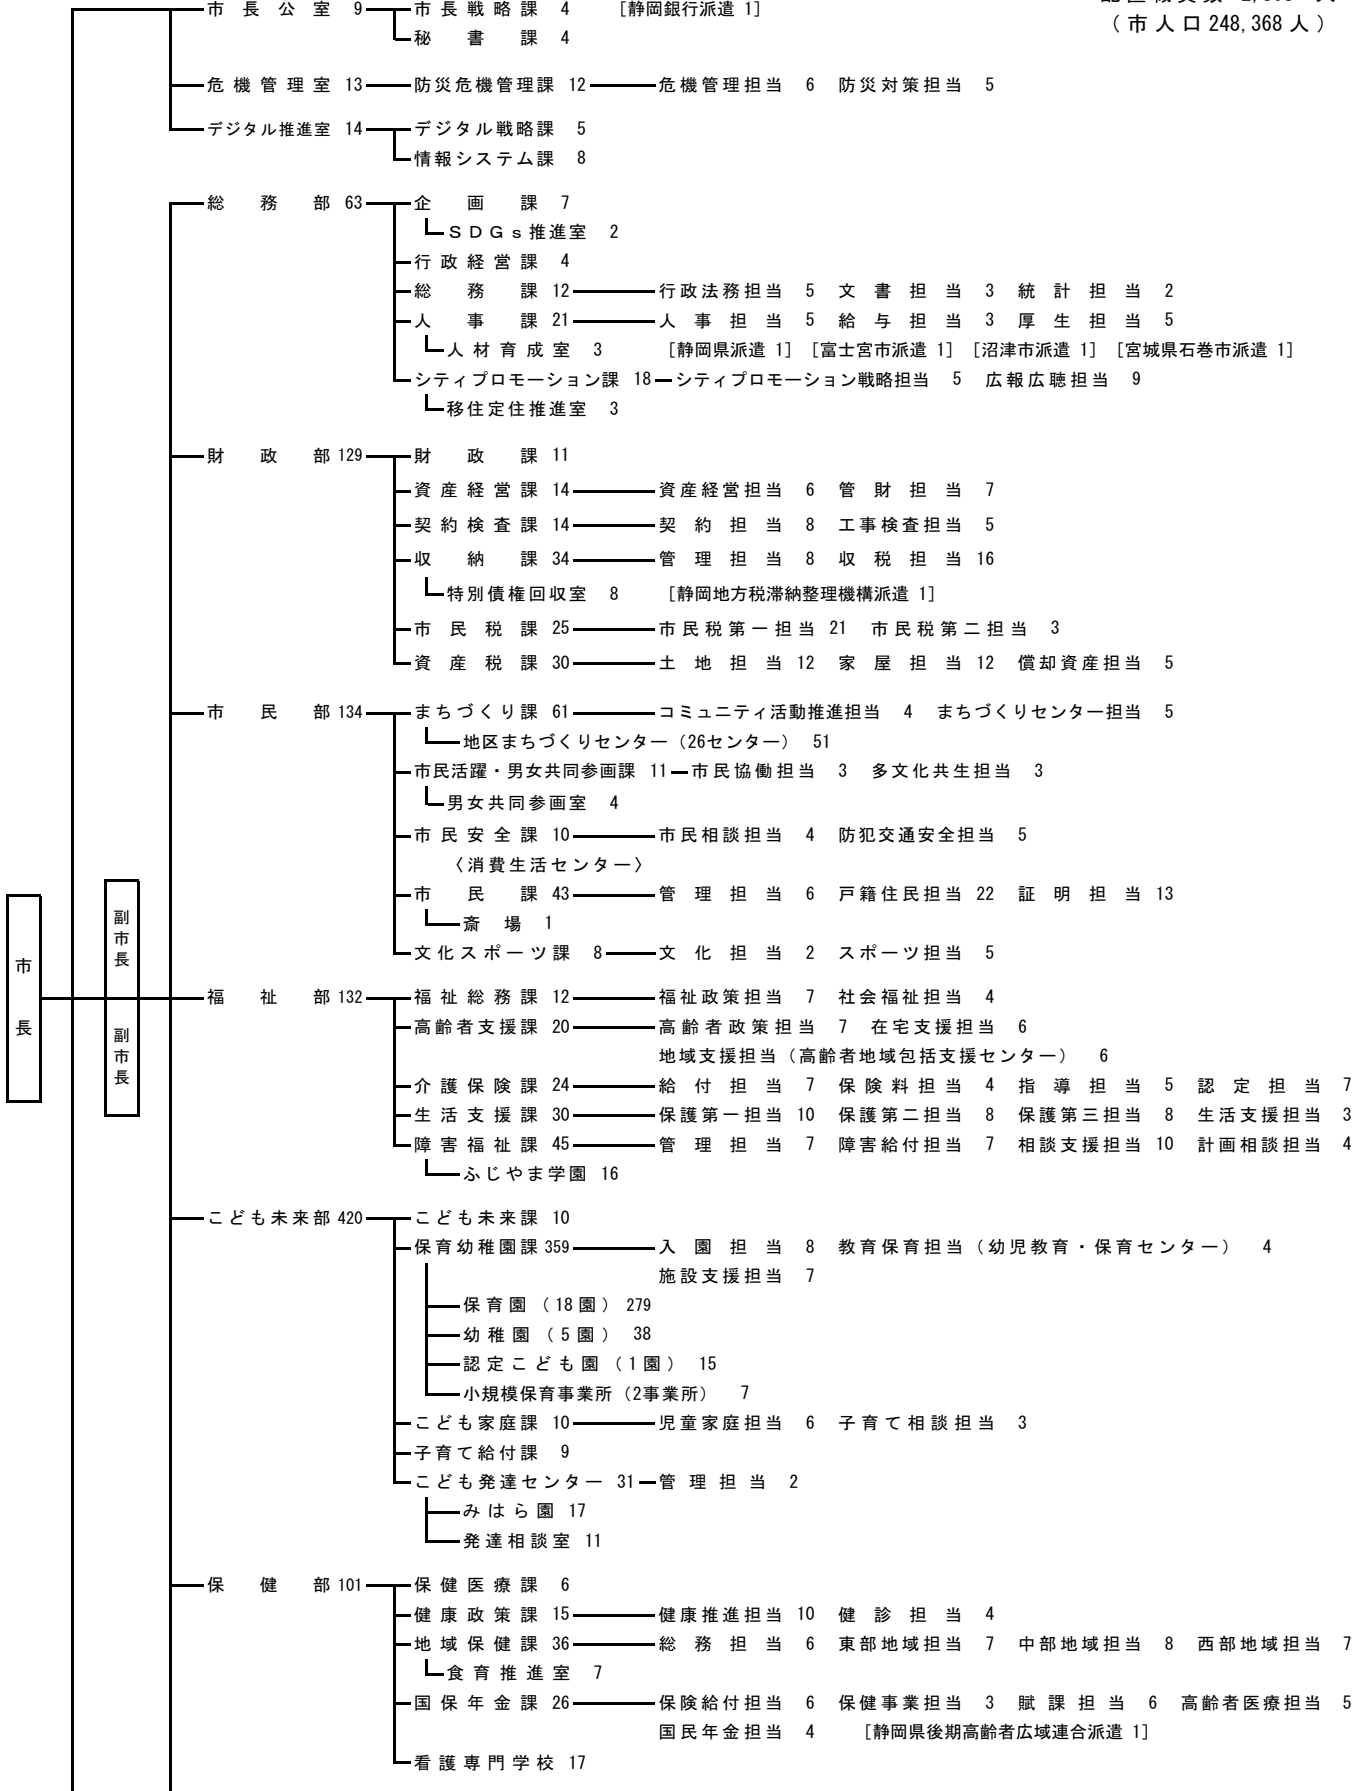 （市人口248,368人）
市長公室 9 市長戦略課 4 [静岡銀行派遣 1]
秘書課 4
危機管理室 13 防災危機管理課 12 危機管理担当 6 防災対策担当 5
デジタル推進室 14 デジタル戦略課 5
情報システム課 8
総務部 63 企画課 7
ＳＤＧｓ推進室 2
行政経営課 4
総務課 12 行政法務担当 5 文書担当 3 統計担当 2
人事課 21 人事担当 5 給与担当 3 厚生担当 5
人材育成室 3 [静岡県派遣 1] [富士宮市派遣 1] [沼津市派遣 1] [宮城県石巻市派遣 1]
シティプロモーション課 18 シティプロモーション戦略担当 5 広報広聴担当 9
移住定住推進室 3
財政部 129 財政課 11
資産経営課 14 資産経営担当 6 管財担当 7
契約検査課 14 契約担当 8 工事検査担当 5
収納課 34 管理担当 8 収税担当 16
特別債権回収室 8 [静岡地方税滞納整理機構派遣 1]
市民税課 25 市民税第一担当 21 市民税第二担当 3
資産税課 30 土地担当 12 家屋担当 12 償却資産担当 5
市民部 134 まちづくり課 61 コミュニティ活動推進担当 4 まちづくりセンター担当 5
地区まちづくりセンター（26センター） 51
市民活躍・男女共同参画課 11 市民協働担当 3 多文化共生担当 3
男女共同参画室 4
市民安全課 10 市民相談担当 4 防犯交通安全担当 5
〈消費生活センター〉
市民課 43 管理担当 6 戸籍住民担当 22 証明担当 13
斎場 1
文化スポーツ課 8 文化担当 2 スポーツ担当 5
市長
副市長
副市長
福祉部 132 福祉総務課 12 福祉政策担当 7 社会福祉担当 4
高齢者支援課 20 高齢者政策担当 7 在宅支援担当 6
地域支援担当（高齢者地域包括支援センター） 6
介護保険課 24 給付担当 7 保険料担当 4 指導担当 5 認定担当 7
生活支援課 30 保護第一担当 10 保護第二担当 8 保護第三担当 8 生活支援担当 3
障害福祉課 45 管理担当 7 障害給付担当 7 相談支援担当 10 計画相談担当 4
ふじやま学園 16
こども未来部 420 こども未来課 10
保育幼稚園課 359 入園担当 8 教育保育担当（幼児教育・保育センター） 4
施設支援担当 7
保育園（18園） 279
幼稚園（5園） 38
認定こども園（1園） 15
小規模保育事業所（2事業所） 7
こども家庭課 10 児童家庭担当 6 子育て相談担当 3
子育て給付課 9
こども発達センター 31 管理担当 2
みはら園 17
発達相談室 11
保健部 101 保健医療課 6
健康政策課 15 健康推進担当 10 健診担当 4
地域保健課 36 総務担当 6 東部地域担当 7 中部地域担当 8 西部地域担当 7
食育推進室 7
国保年金課 26 保険給付担当 6 保健事業担当 3 賦課担当 6 高齢者医療担当 5
国民年金担当 4 [静岡県後期高齢者広域連合派遣 1]
看護専門学校 17